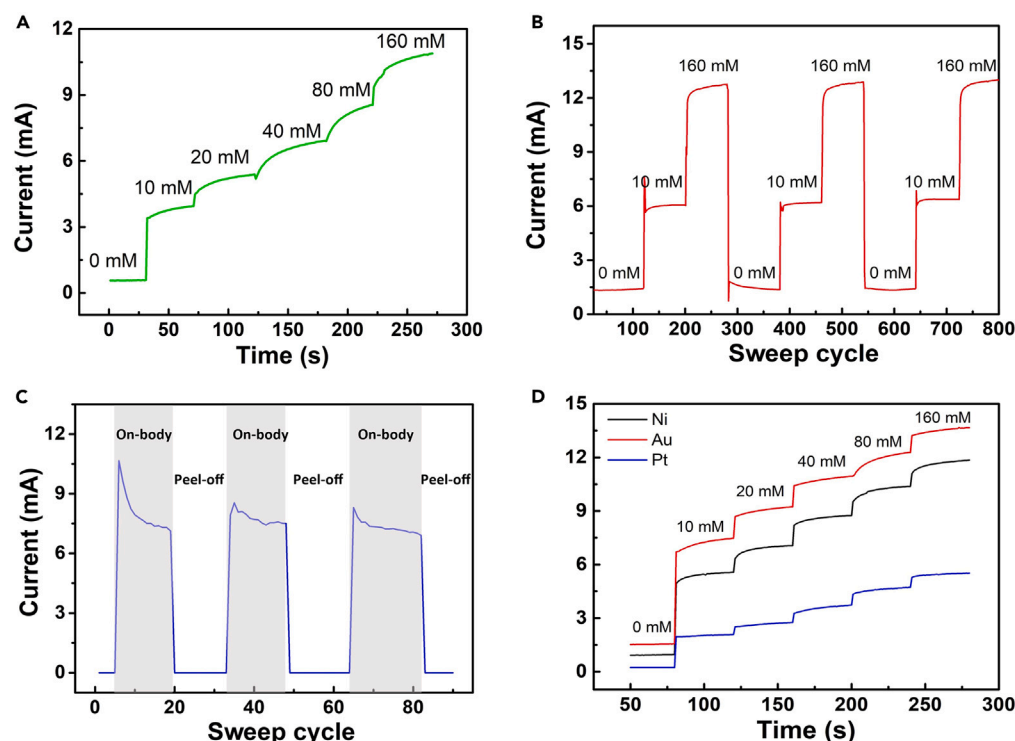 A
12
9
6
3
0
Current (mA)
0 mM
10 mM
20 mM
40 mM
80 mM
160 mM
0
50
100
150
200
250
300
Time (s)
B
15
12
9
6
3
0
Current (mA)
0 mM
10 mM
160 mM
0 mM
10 mM
160 mM
0 mM
10 mM
160 mM
100
200
300
400
500
600
700
800
Sweep cycle
C
12
9
6
3
0
Current (mA)
On-body
Peel-off
On-body
Peel-off
On-body
Peel-off
0
20
40
60
80
Sweep cycle
D
15
12
9
6
3
0
Current (mA)
Ni
Au
Pt
0 mM
10 mM
20 mM
40 mM
80 mM
160 mM
50
100
150
200
250
300
Time (s)